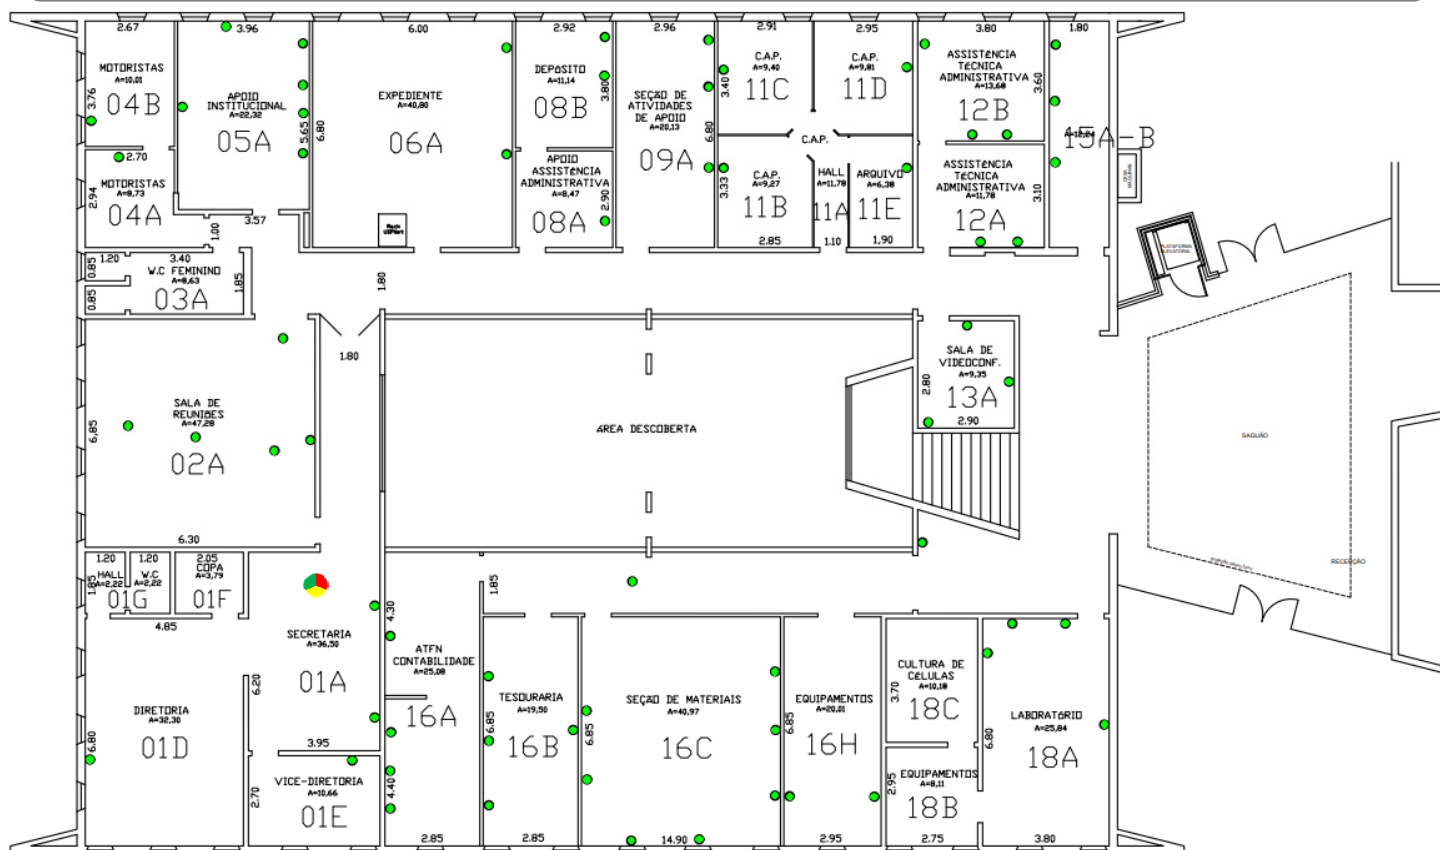 2.67
3.96
6.00
2.92
2.96
2.91
2.95
3.80
1.80
MOTORISTAS
A=10,01
04B
3.76
2.70
MOTORISTAS
A=8,73
04A
2.94
APOIO
INSTITUCIONAL
A=22,32
05A
5.65
3.57
1.00
EXPEDIENTE
A=40,80
06A
6.80
DEPÓSITO
A=11,14
08B
3.80
APOIO
ASSISTÊNCIA
ADMINISTRATIVA
A=8,47
08A
2.90
SEÇÃO DE
ATIVIDADES
DE APOIO
A=20,13
09A
6.80
C.A.P.
A=9,40
11C
3.40
C.A.P.
A=9,81
11D
C.A.P.
C.A.P.
A=9,27
11B
3.33
2.85
HALL
A=11,78
11A
1.10
ARQUIVO
A=6,38
11E
1,90
ASSISTÊNCIA
TÉCNICA
ADMINISTRATIVA
A=13,68
12B
3.60
ASSISTÊNCIA
TÉCNICA
ADMINISTRATIVA
A=11,78
12A
3.10
15A-B
CASA
MÁQUINAS
PLATAFORMA
ELEVATÓRIA
1.20
3.40
0.85
0.85
W.C FEMININO
A=8,63
03A
1.85
1.80
1.80
SALA DE
REUNIÕES
A=47,28
02A
6,85
6.30
ÁREA DESCOBERTA
SALA DE
VIDEOCONF.
A=9,35
13A
2.80
2.90
SAGUÃO
RECEPÇÃO
1.20
1.20
2.05
HALL
A=2,22
01G
1.85
W.C
A=2,22
COPA
A=3,79
01F
4.85
SECRETARIA
A=36,50
01A
6.20
3.95
DIRETORIA
A=32,30
01D
6.80
VICE-DIRETORIA
A=10,66
01E
2.70
4.30
1.85
ATFN
CONTABILIDADE
A=25,08
16A
4.40
2.85
TESOURARIA
A=19,50
16B
6.85
2.85
SEÇÃO DE MATERIAIS
A=40,97
16C
6.85
14.90
EQUIPAMENTOS
A=20,01
16H
6.85
2.95
CULTURA DE
CÉLULAS
A=10,18
18C
3.70
EQUIPAMENTOS
A=8,11
18B
2.95
2.75
LABORATÓRIO
A=25,84
18A
6.80
3.80